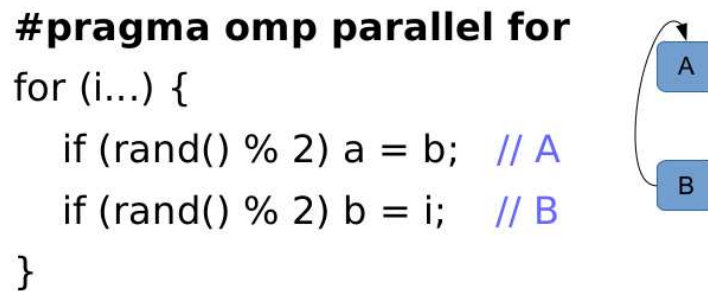 #pragma omp parallel for
for (i...) {
if (rand() % 2) a = b; // A
if (rand() % 2) b = i; // B
}
A
B